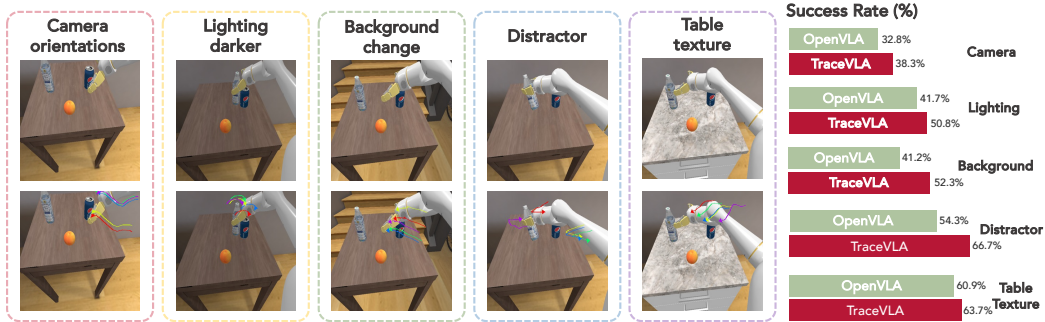 Camera
orientations
Lighting
darker
Background
change
Distractor
Table
texture
Success Rate (%)
OpenVLA 32.8%
TraceVLA 38.3%
Camera
OpenVLA 41.7%
TraceVLA 50.8%
Lighting
OpenVLA 41.2%
TraceVLA 52.3%
Background
OpenVLA 54.3%
TraceVLA 66.7%
Distractor
OpenVLA 60.9%
TraceVLA 63.7%
Table
Texture